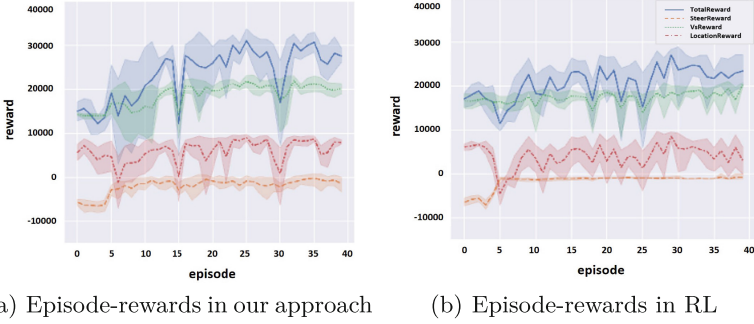 40000
30000
20000
10000
0
-10000
reward
0 5 10 15 20 25 30 35 40
episode
40000
30000
20000
10000
0
-10000
reward
0 5 10 15 20 25 30 35 40
episode
TotalReward
SteerReward
VsReward
LocationReward
a) Episode-rewards in our approach
(b) Episode-rewards in RL